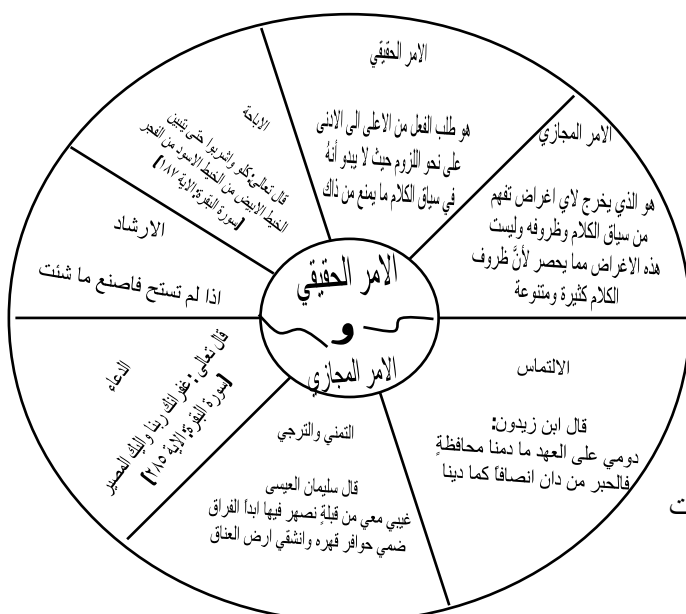 الامر الحقيقي
و
الامر المجازي
الامر الحقيقي
هو طلب الفعل من الاعلى الى الادنى
على نحو اللزوم حيث لا يبدو أنهُ
في سياق الكلام ما يمنع من ذاك
الامر المجازي
هو الذي يخرج لاي اغراض تفهم
من سياق الكلام وظروفه وليست
هذه الاغراض مما يحصر لأنَّ ظروف
الكلام كثيرة ومتنوعة
الالتماس
قال ابن زيدون:
دومي على العهد ما دمنا محافظةٍ
فالحبر من دان انصافاً كما دينا
التمني والترجي
قال سليمان العيسى
غيبي معي من قبلةٍ نصهر فيها ابداً الفراق
ضمي حوافر قهره وانشقي ارض العناق
الدعاء
قال تعالى: غفرانك ربنا واليك المصير
[سورة البقرة: الاية ٢٨٥]
الارشاد
اذا لم تستح فاصنع ما شئت
الاباحة
قال تعالى: كلو واشربوا حتى يتبين
الخيط الابيض من الخيط الاسود من الفجر
[سورة البقرة: الاية ١٨٧]
ت